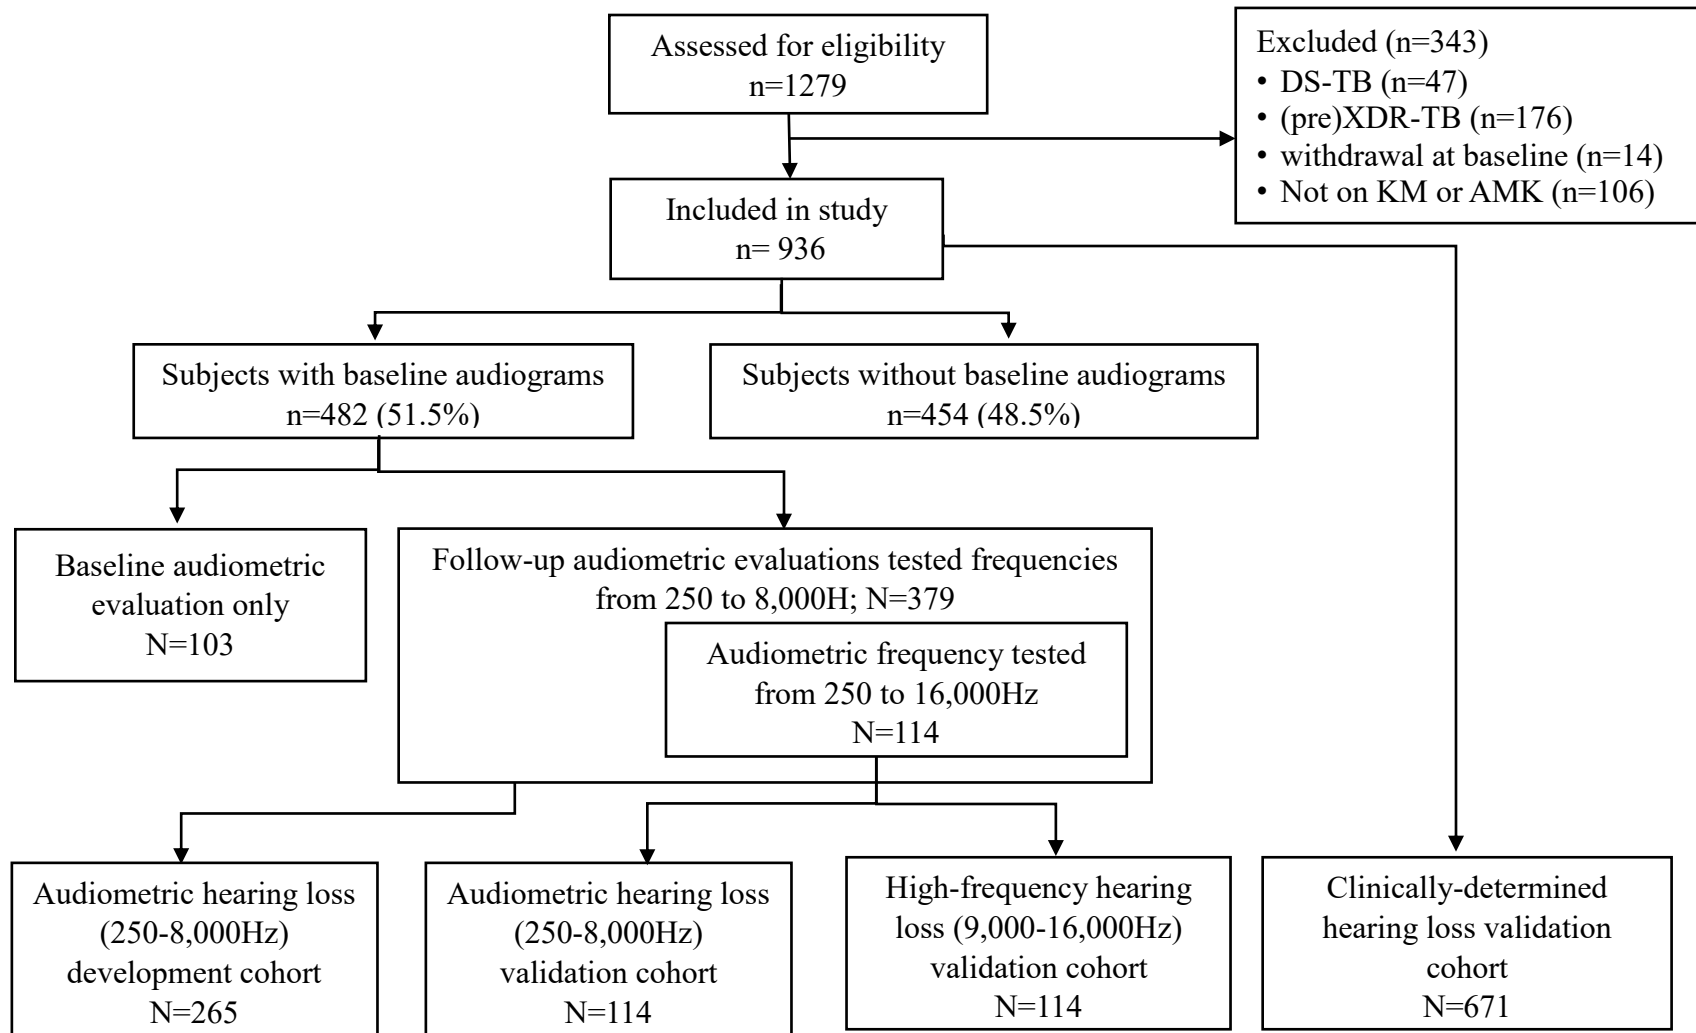 Assessed for eligibility
n=1279
Excluded (n=343)
• DS-TB (n=47)
• (pre)XDR-TB (n=176)
• withdrawal at baseline (n=14)
• Not on KM or AMK (n=106)
Included in study
n= 936
Subjects with baseline audiograms
n=482 (51.5%)
Subjects without baseline audiograms
n=454 (48.5%)
Baseline audiometric
evaluation only
N=103
Follow-up audiometric evaluations tested frequencies
from 250 to 8,000H; N=379
Audiometric frequency tested
from 250 to 16,000Hz
N=114
Audiometric hearing loss
(250-8,000Hz)
development cohort
N=265
Audiometric hearing loss
(250-8,000Hz)
validation cohort
N=114
High-frequency hearing
loss (9,000-16,000Hz)
validation cohort
N=114
Clinically-determined
hearing loss validation
cohort
N=671